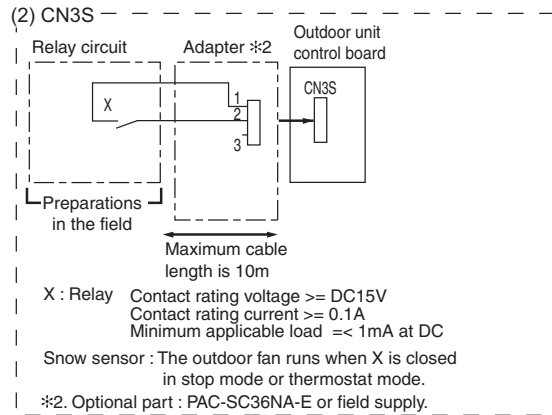 (2) CN3S
Relay circuit
Adapter ✻2
Outdoor unit
control board
CN3S
X
1
2
3
Preparations
in the field
Maximum cable
length is 10m
X : Relay
Contact rating voltage >= DC15V
Contact rating current >= 0.1A
Minimum applicable load =< 1mA at DC
Snow sensor : The outdoor fan runs when X is closed
in stop mode or thermostat mode.
✻2. Optional part : PAC-SC36NA-E or field supply.